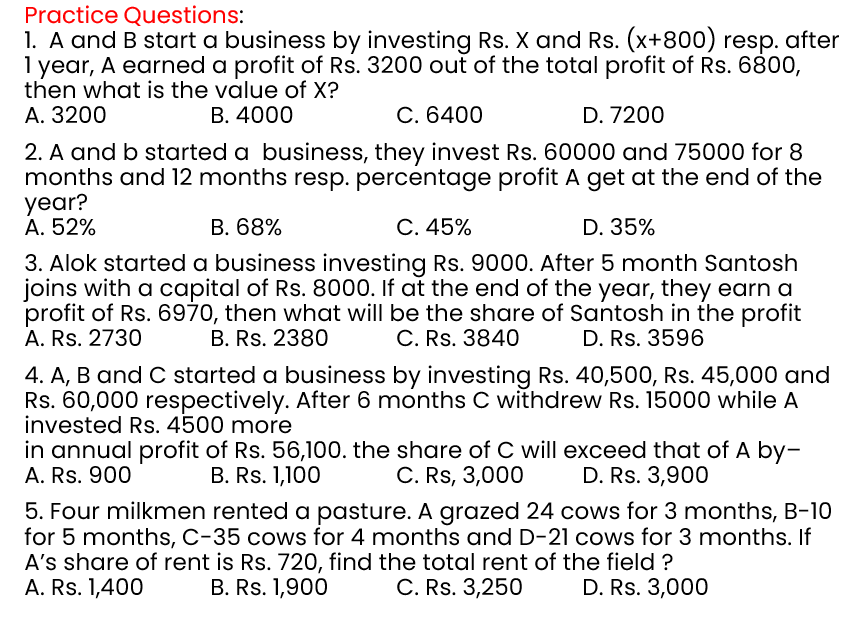 Practice Questions:
1. A and B start a business by investing Rs. X and Rs. (x+800) resp. after
1 year, A earned a profit of Rs. 3200 out of the total profit of Rs. 6800,
then what is the value of X?
A. 3200 B. 4000 C. 6400 D. 7200
2. A and b started a business, they invest Rs. 60000 and 75000 for 8
months and 12 months resp. percentage profit A get at the end of the
year?
A. 52% B. 68% C. 45% D. 35%
3. Alok started a business investing Rs. 9000. After 5 month Santosh
joins with a capital of Rs. 8000. If at the end of the year, they earn a
profit of Rs. 6970, then what will be the share of Santosh in the profit
A. Rs. 2730 B. Rs. 2380 C. Rs. 3840 D. Rs. 3596
4. A, B and C started a business by investing Rs. 40,500, Rs. 45,000 and
Rs. 60,000 respectively. After 6 months C withdrew Rs. 15000 while A
invested Rs. 4500 more
in annual profit of Rs. 56,100. the share of C will exceed that of A by–
A. Rs. 900 B. Rs. 1,100 C. Rs, 3,000 D. Rs. 3,900
5. Four milkmen rented a pasture. A grazed 24 cows for 3 months, B-10
for 5 months, C-35 cows for 4 months and D-21 cows for 3 months. If
A's share of rent is Rs. 720, find the total rent of the field ?
A. Rs. 1,400 B. Rs. 1,900 C. Rs. 3,250 D. Rs. 3,000